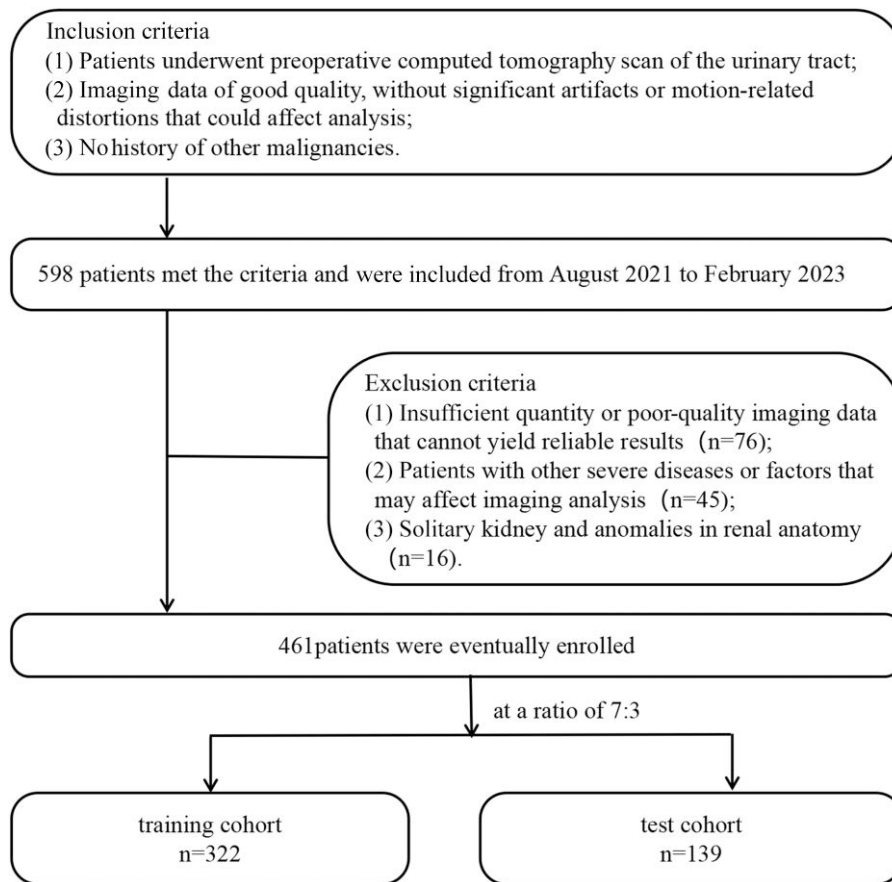 Inclusion criteria
(1) Patients underwent preoperative computed tomography scan of the urinary tract;
(2) Imaging data of good quality, without significant artifacts or motion-related
distortions that could affect analysis;
(3) No history of other malignancies.
598 patients met the criteria and were included from August 2021 to February 2023
Exclusion criteria
(1) Insufficient quantity or poor-quality imaging data
that cannot yield reliable results（n=76);
(2) Patients with other severe diseases or factors that
may affect imaging analysis（n=45);
(3) Solitary kidney and anomalies in renal anatomy
（n=16).
461patients were eventually enrolled
at a ratio of 7:3
training cohort
n=322
test cohort
n=139